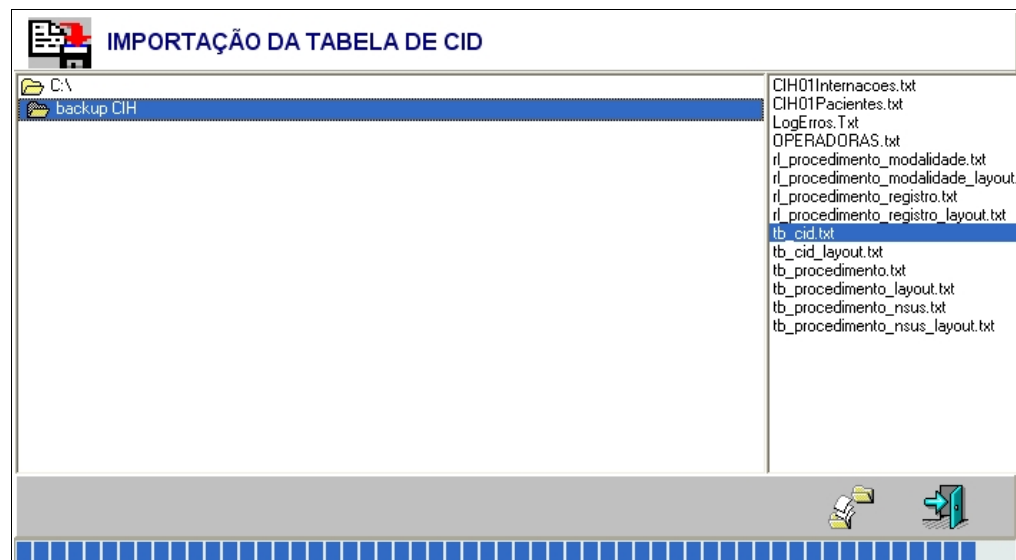 IMPORTAÇÃO DA TABELA DE CID
C:\
backup CIH
CIH01Internacoes.txt
CIH01Pacientes.txt
LogErros.Txt
OPERADORAS.txt
rl_procedimento_modalidade.txt
rl_procedimento_modalidade_layout.
rl_procedimento_registro.txt
rl_procedimento_registro_layout.txt
tb_cid.txt
tb_cid_layout.txt
tb_procedimento.txt
tb_procedimento_layout.txt
tb_procedimento_nsus.txt
tb_procedimento_nsus_layout.txt